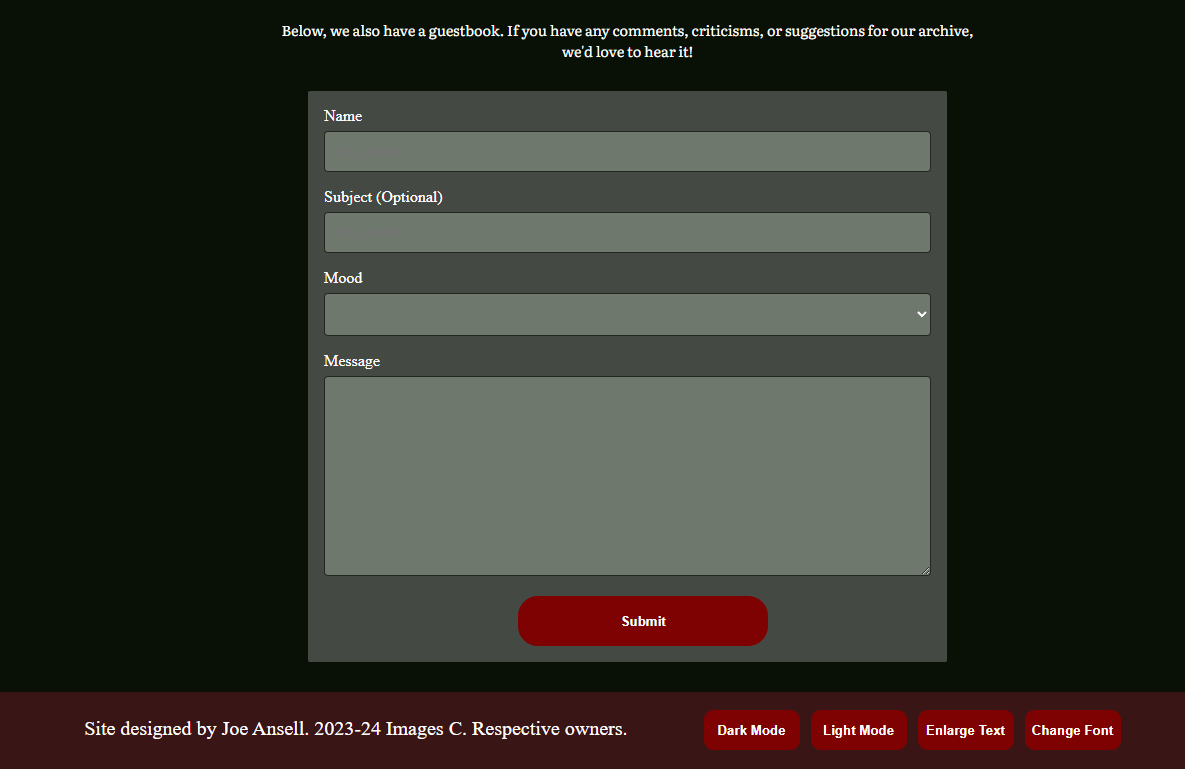 Below, we also have a guestbook. If you have any comments, criticisms, or suggestions for our archive,
we'd love to hear it!
Name
Subject (Optional)
Mood
Message
Submit
Site designed by Joe Ansell. 2023-24 Images C. Respective owners.
Dark Mode
Light Mode
Enlarge Text
Change Font